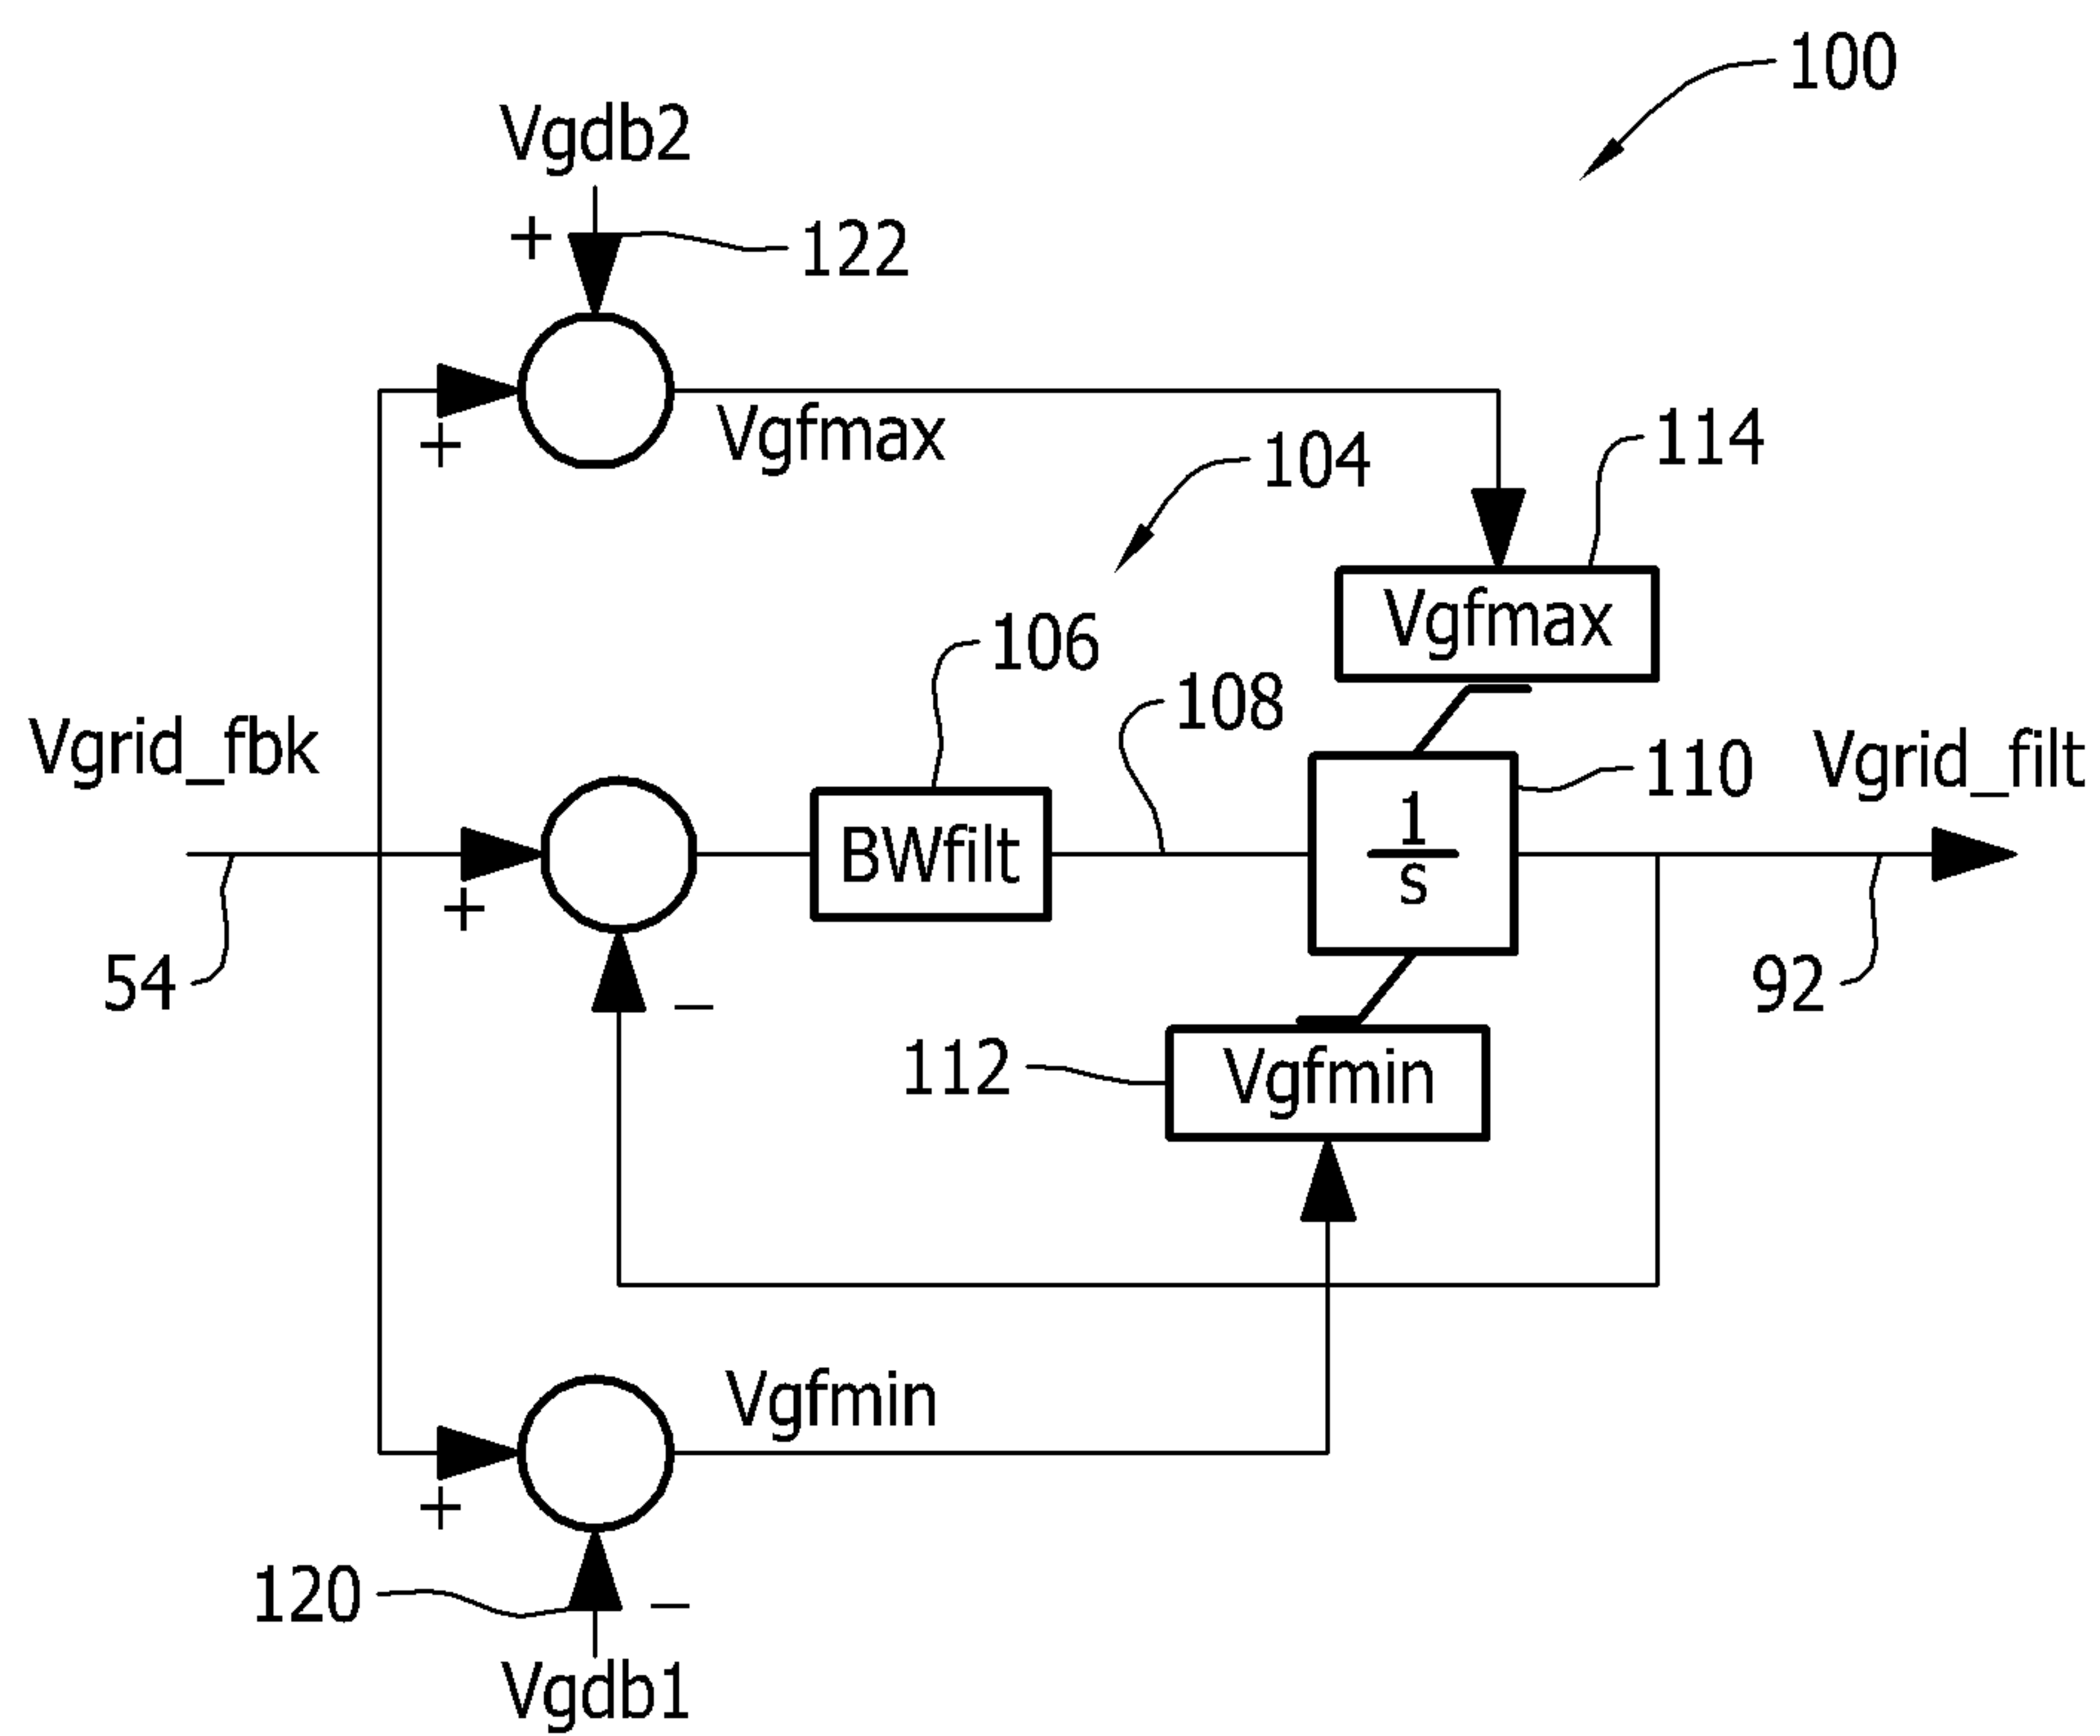 100
Vgdb2
+
122
+
Vgfmax
114
104
Vgfmax
106
108
Vgrid_fbk
110
Vgrid_filt
BWfilt
1
s
+
54
−
92
112
Vgfmin
Vgfmin
+
120
−
Vgdb1